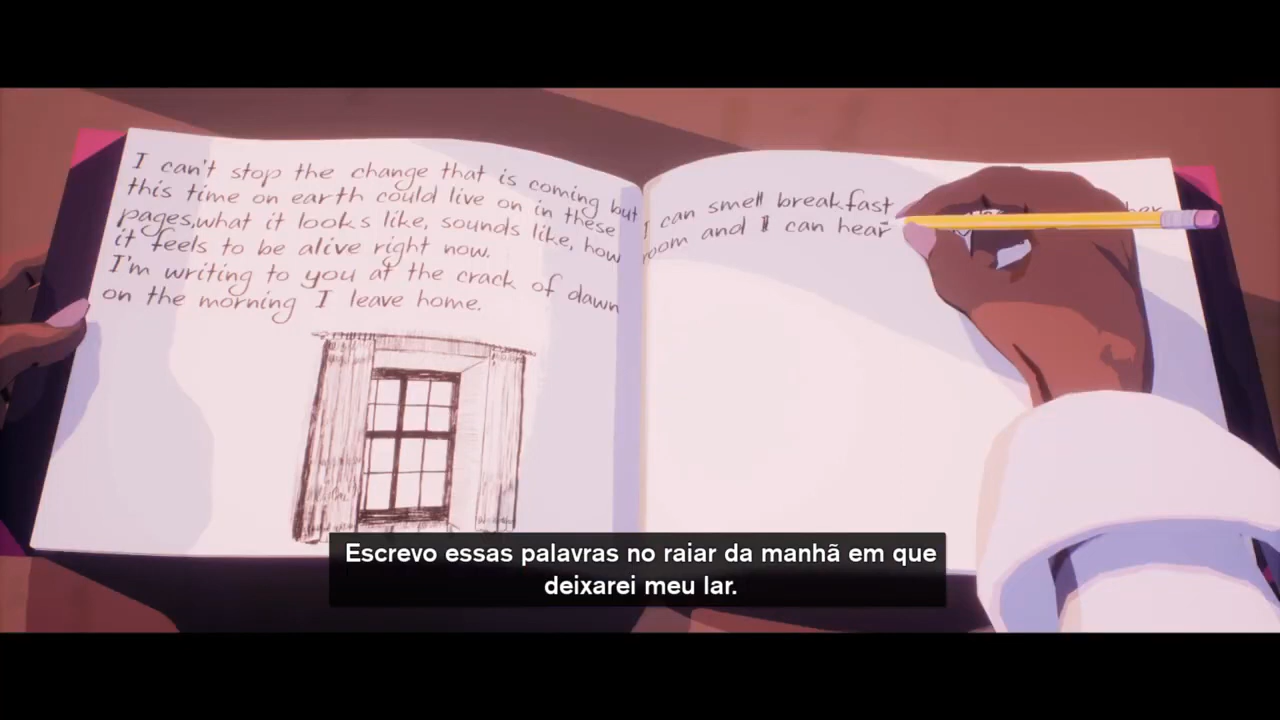 I can't stop the change that is coming but
this time on earth could live on in these
pages,what it looks like, sounds like, how
it feels to be alive right now.
I'm writing to you at the crack of dawn
on the morning I leave home.
I can smell breakfast
room and I can hear
Escrevo essas palavras no raiar da manhã em que
deixarei meu lar.